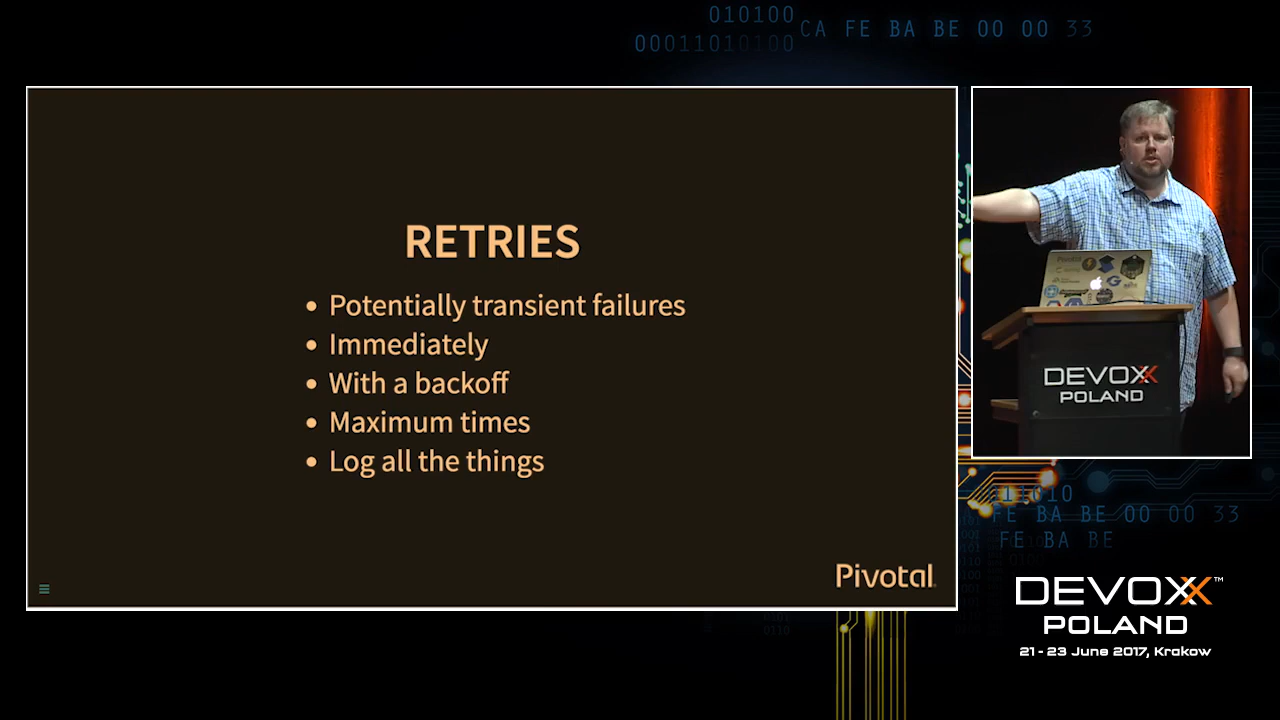 010100
00011010100
CA FE BA BE 00 00 33
RETRIES
Potentially transient failures
Immediately
With a backoff
Maximum times
Log all the things
Pivotal
DEVOXX
POLAND
FE BA BE 00 00 33
FE BA BE
DEVOXX™
POLAND
21 - 23 June 2017, Krakow